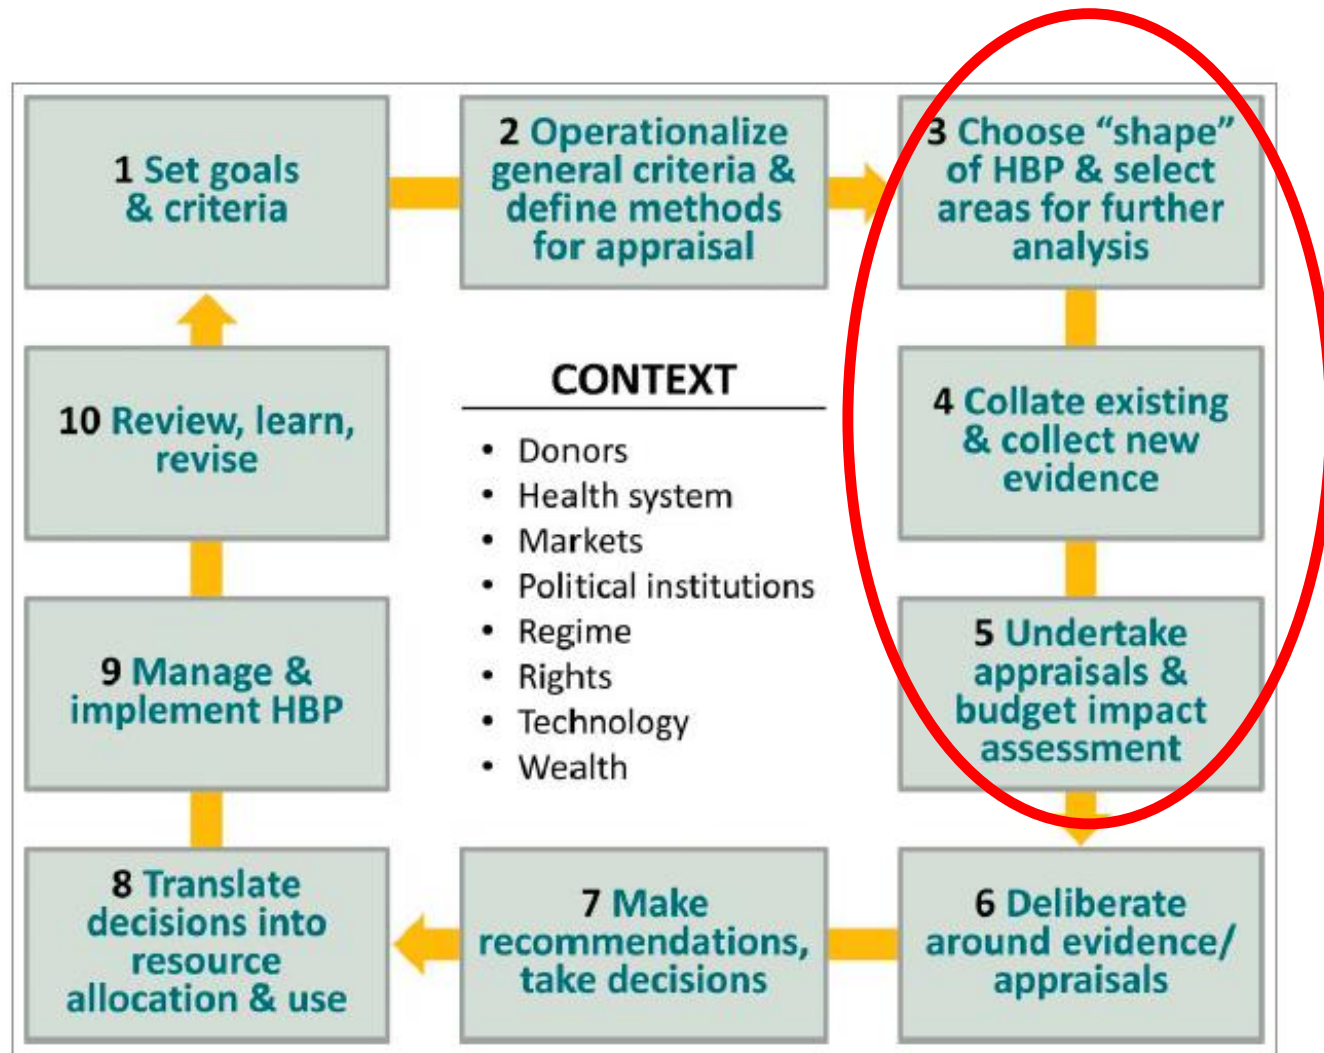 1 Set goals
& criteria
2 Operationalize
general criteria &
define methods
for appraisal
3 Choose “shape”
of HBP & select
areas for further
analysis
10 Review, learn,
revise
CONTEXT
• Donors
• Health system
• Markets
• Political institutions
• Regime
• Rights
• Technology
• Wealth
4 Collate existing
& collect new
evidence
9 Manage &
implement HBP
5 Undertake
appraisals &
budget impact
assessment
8 Translate
decisions into
resource
allocation & use
7 Make
recommendations,
take decisions
6 Deliberate
around evidence/
appraisals